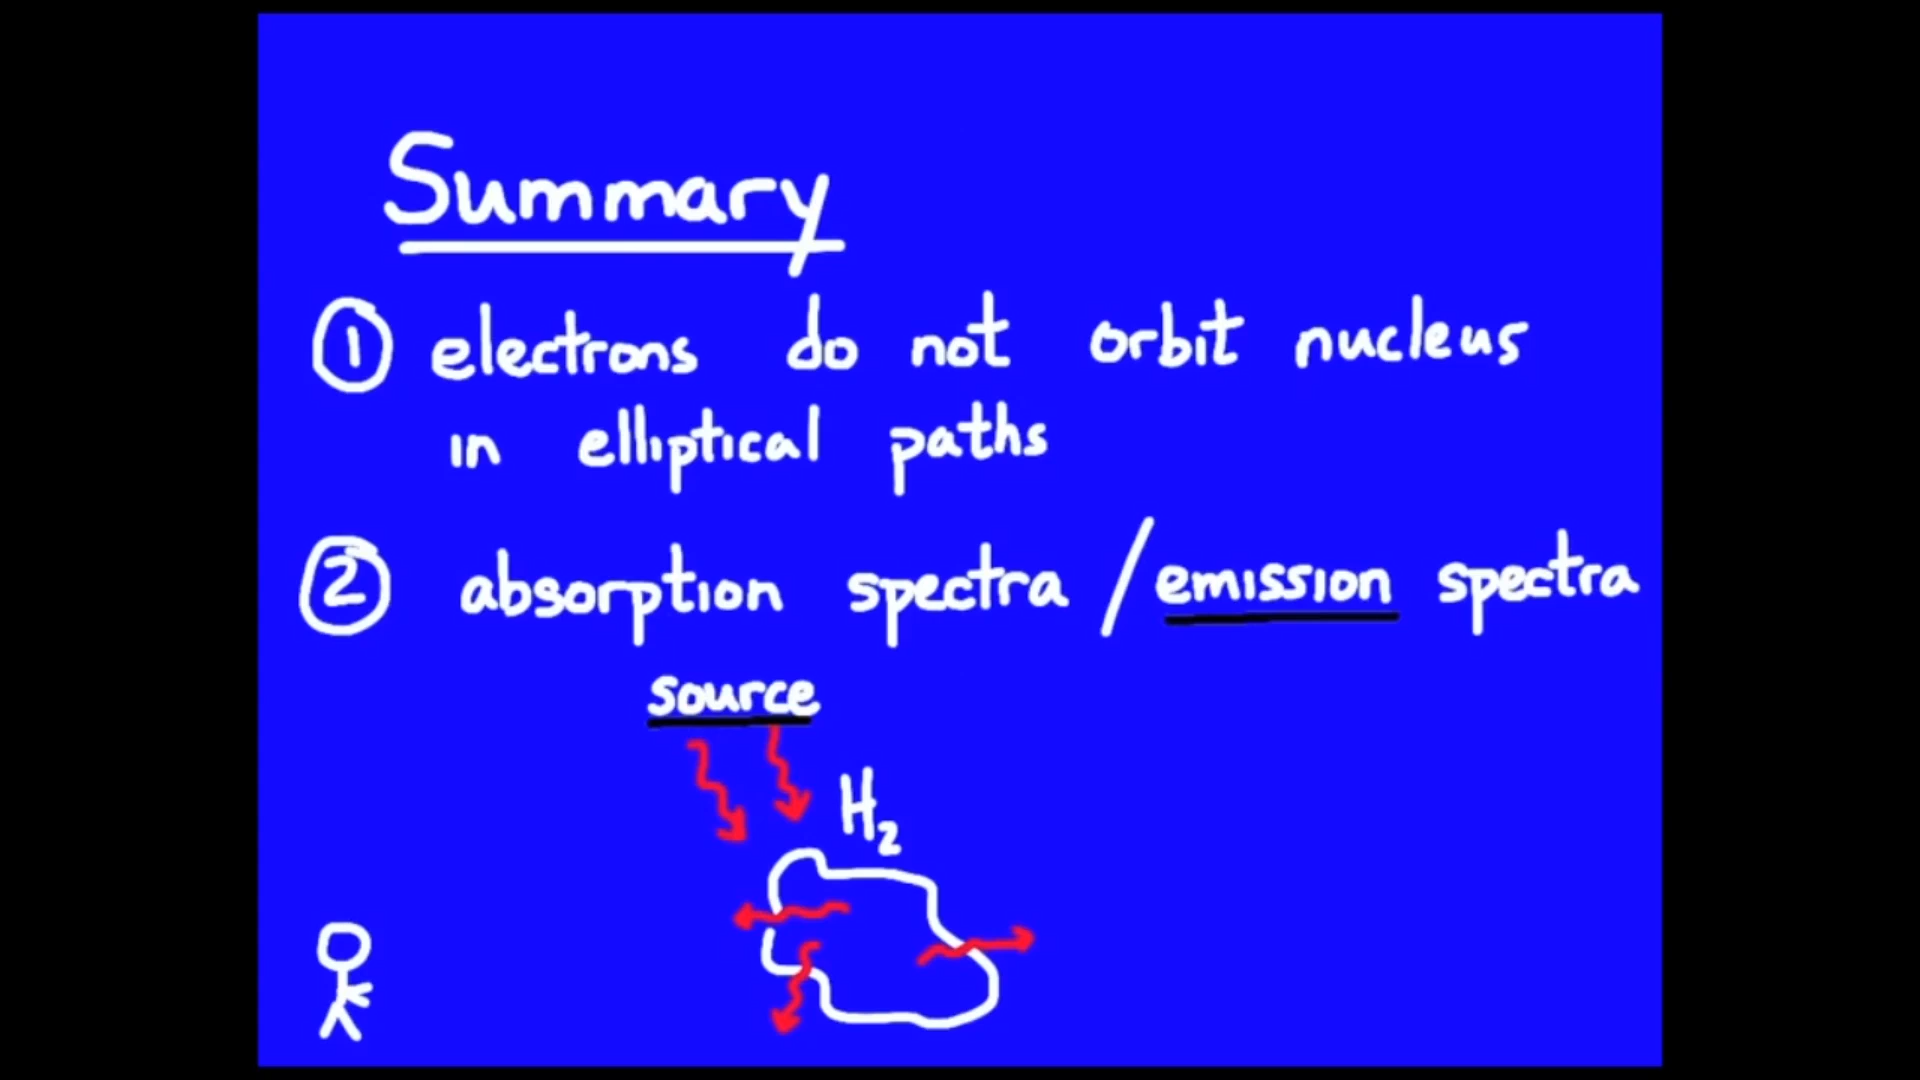 Summary
① electrons do not orbit nucleus
in elliptical paths
② absorption spectra / emission spectra
source
H₂